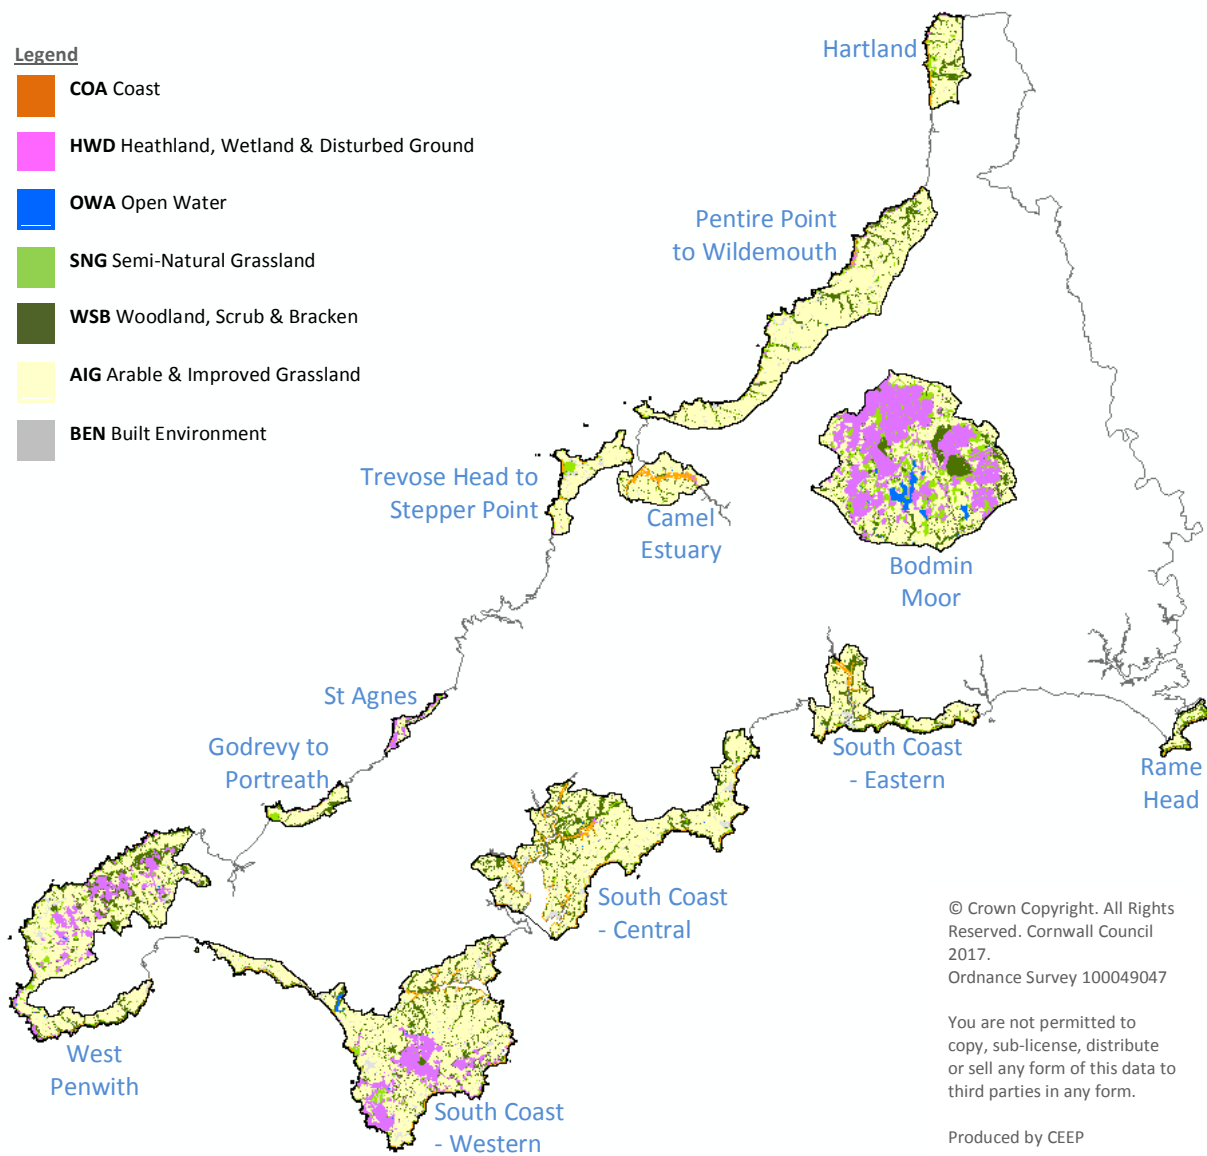 Legend
COA Coast
HWD Heathland, Wetland & Disturbed Ground
OWA Open Water
SNG Semi-Natural Grassland
WSB Woodland, Scrub & Bracken
AIG Arable & Improved Grassland
BEN Built Environment
Hartland
Pentire Point
to Wildemouth
Trevose Head to
Stepper Point
Camel
Estuary
Bodmin
Moor
St Agnes
Godrevy to
Portreath
South Coast
- Eastern
Rame
Head
South Coast
- Central
West
Penwith
South Coast
- Western
© Crown Copyright. All Rights
Reserved. Cornwall Council
2017.
Ordnance Survey 100049047
You are not permitted to
copy, sub-license, distribute
or sell any form of this data to
third parties in any form.
Produced by CEEP